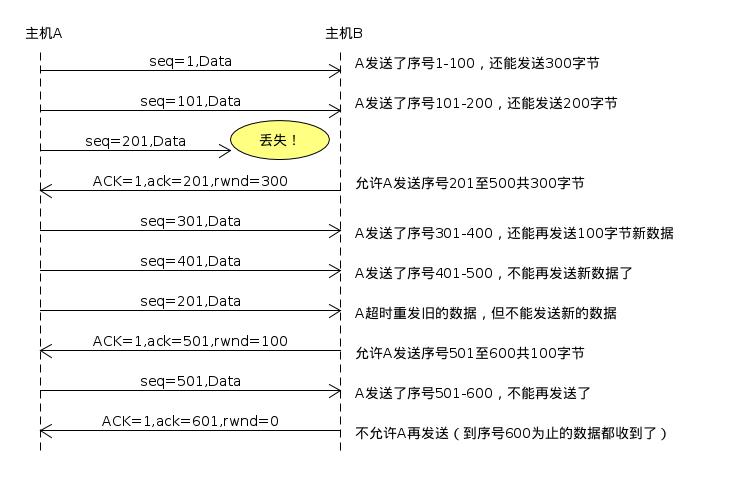 主机A
主机B
seq=1,Data
A发送了序号1-100，还能发送300字节
seq=101,Data
A发送了序号101-200，还能发送200字节
seq=201,Data
丢失！
ACK=1,ack=201,rwnd=300
允许A发送序号201至500共300字节
seq=301,Data
A发送了序号301-400，还能再发送100字节新数据
seq=401,Data
A发送了序号401-500，不能再发送新数据了
seq=201,Data
A超时重发旧的数据，但不能发送新的数据
ACK=1,ack=501,rwnd=100
允许A发送序号501至600共100字节
seq=501,Data
A发送了序号501-600，不能再发送了
ACK=1,ack=601,rwnd=0
不允许A再发送（到序号600为止的数据都收到了）